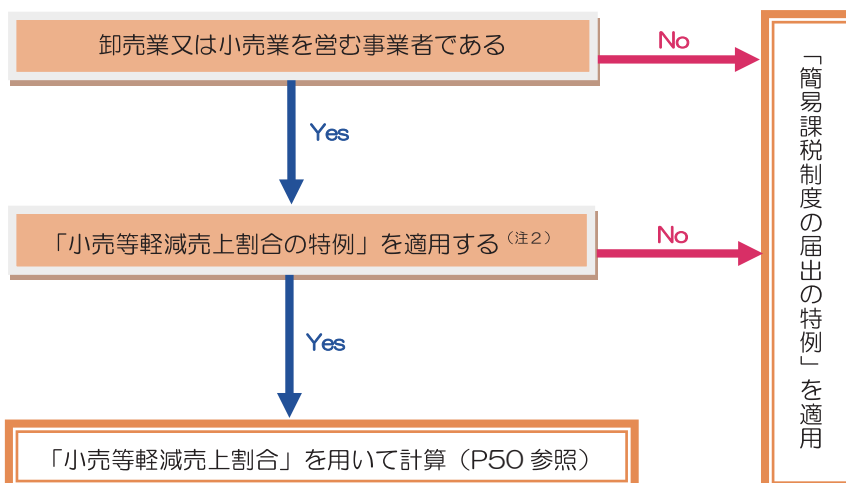 卸売業又は小売業を営む事業者である
No
Yes
「小売等軽減売上割合の特例」を適用する（注２）
No
Yes
「小売等軽減売上割合」を用いて計算（P50 参照）
「簡易課税制度の届出の特例」を適用